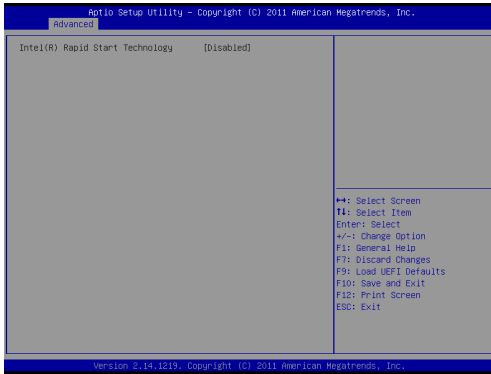 Aptio Setup Utility – Copyright (C) 2011 American Megatrends, Inc.
Advanced
Intel(R) Rapid Start Technology [Disabled]
↔: Select Screen
↑↓: Select Item
Enter: Select
+/-: Change Option
F1: General Help
F7: Discard Changes
F9: Load UEFI Defaults
F10: Save and Exit
F12: Print Screen
ESC: Exit
Version 2.14.1219. Copyright (C) 2011 American Megatrends, Inc.